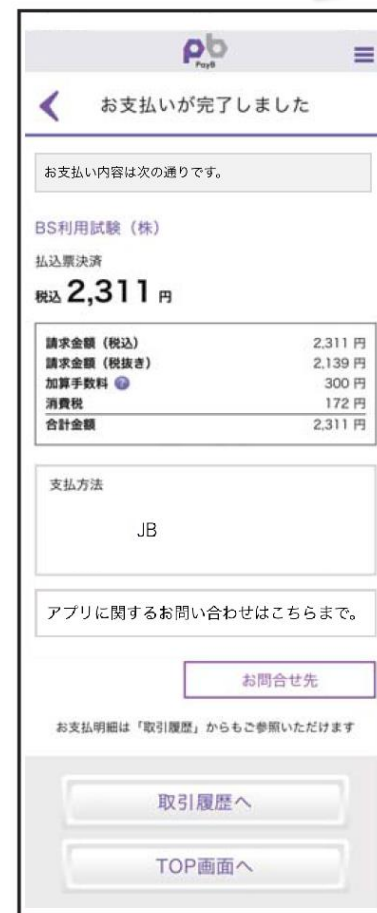 pb
PayB
お支払いが完了しました
お支払い内容は次の通りです。
BS利用試験（株）
払込票決済
税込 2,311 円
請求金額（税込） 2,311 円
請求金額（税抜き） 2,139 円
加算手数料 ? 300 円
消費税 172 円
合計金額 2,311 円
支払方法
JB
アプリに関するお問い合わせはこちらまで。
お問合せ先
お支払明細は「取引履歴」からもご参照いただけます
取引履歴へ
TOP画面へ